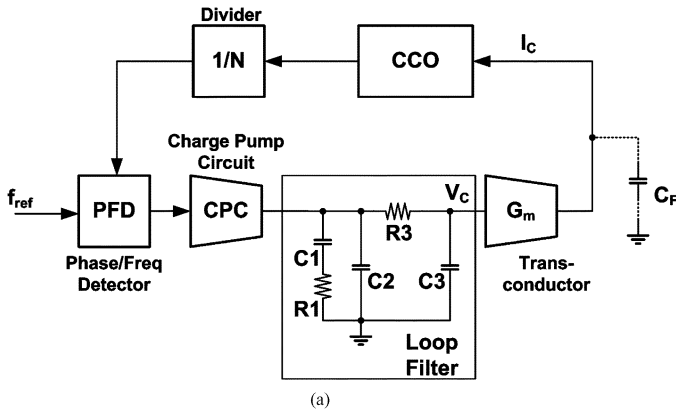 Divider
1/N
CCO
I_C
Charge Pump
Circuit
f_ref
PFD
CPC
V_C
G_m
C_F
R3
C1
C2
C3
R1
Phase/Freq
Detector
Trans-
conductor
Loop
Filter
(a)